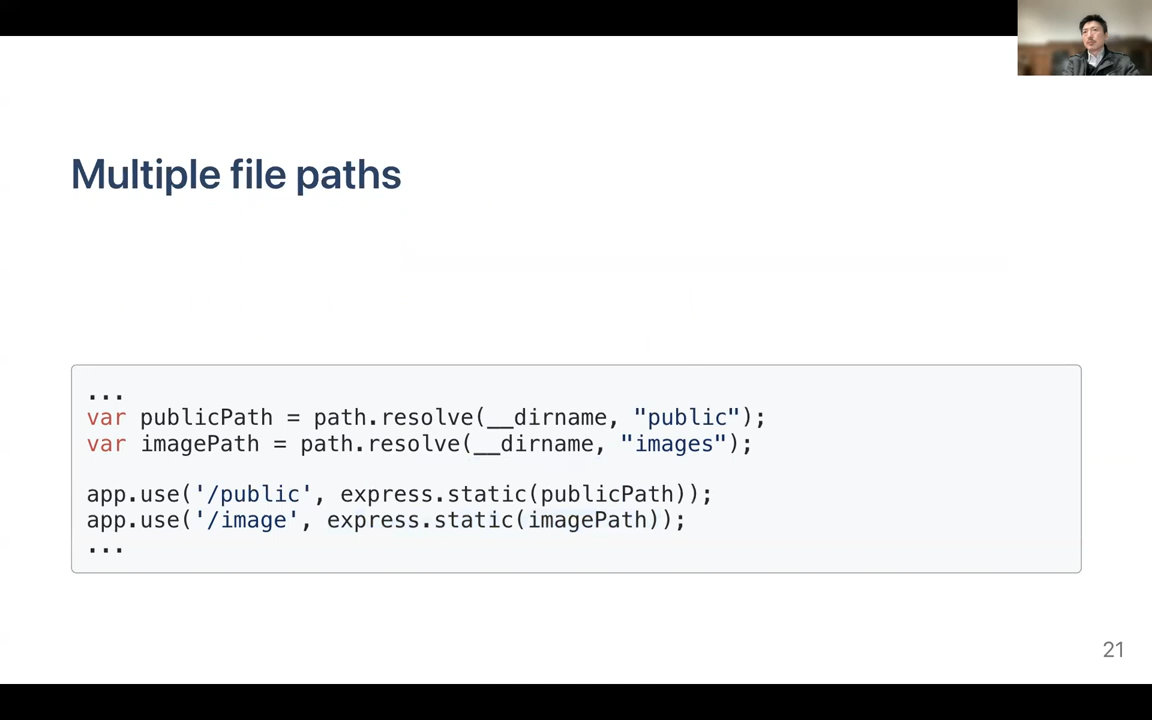 Multiple file paths
...
var publicPath = path.resolve(__dirname, "public");
var imagePath = path.resolve(__dirname, "images");
app.use('/public', express.static(publicPath));
app.use('/image', express.static(imagePath));
...
21